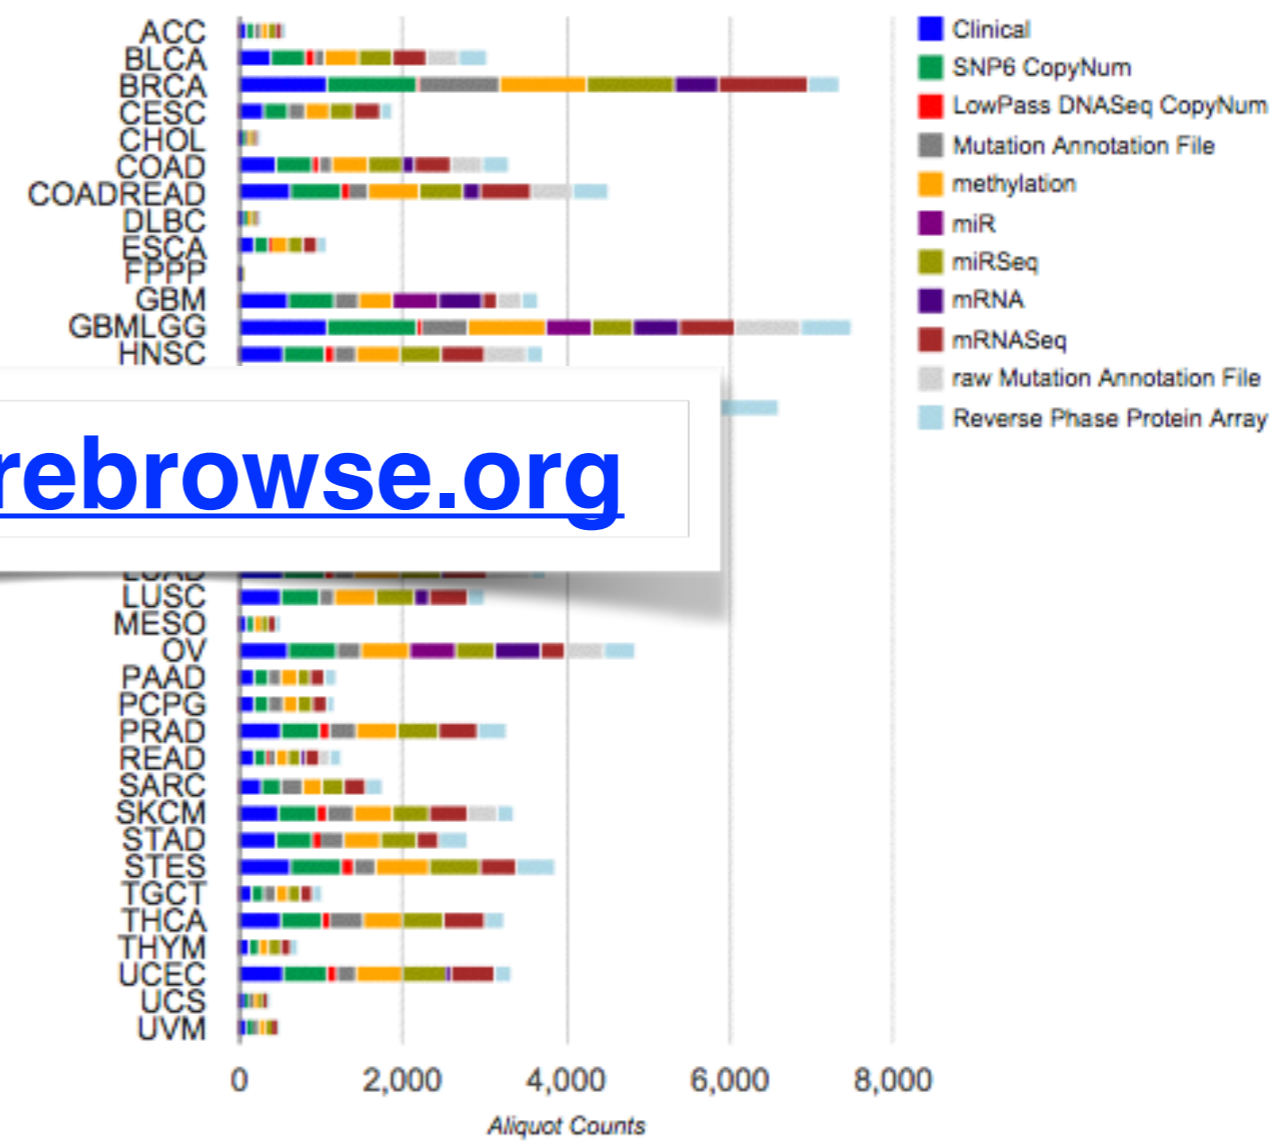 ACC
BLCA
BRCA
CESC
CHOL
COAD
COADREAD
DLBC
ESCA
FPPP
GBM
GBMLGG
HNSC
rebrowse.org
LUSC
MESO
OV
PAAD
PCPG
PRAD
READ
SARC
SKCM
STAD
STES
TGCT
THCA
THYM
UCEC
UCS
UVM
0 2,000 4,000 6,000 8,000
Aliquot Counts
Clinical
SNP6 CopyNum
LowPass DNASeq CopyNum
Mutation Annotation File
methylation
miR
miRSeq
mRNA
mRNASeq
raw Mutation Annotation File
Reverse Phase Protein Array